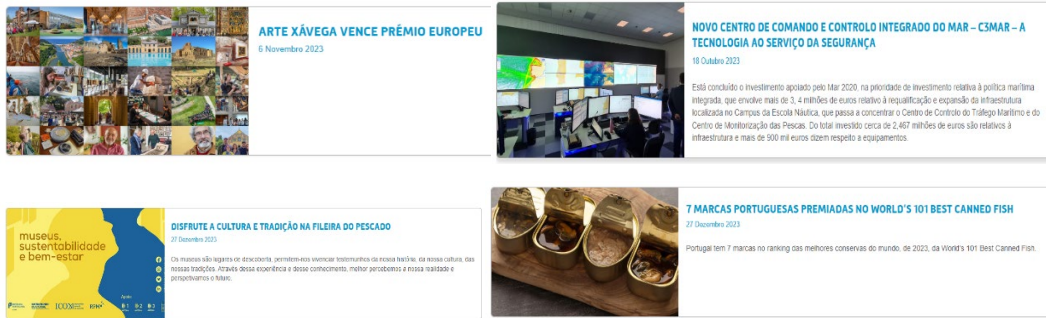 ARTE XÁVEGA VENCE PRÉMIO EUROPEU
6 Novembro 2023
NOVO CENTRO DE COMANDO E CONTROLO INTEGRADO DO MAR – C3MAR – A
TECNOLOGIA AO SERVIÇO DA SEGURANÇA
18 Outubro 2023
Está concluído o investimento apoiado pelo Mar 2020, na prioridade de investimento relativa à política marítima
integrada, que envolve mais de 3, 4 milhões de euros relativo à requalificação e expansão da infraestrutura
localizada no Campus da Escola Náutica, que passa a concentrar o Centro de Controlo do Tráfego Marítimo e do
Centro de Monitorização das Pescas. Do total investido cerca de 2,467 milhões de euros são relativos à
infraestrutura e mais de 900 mil euros dizem respeito a equipamentos.
museus,
sustentabilidade
e bem-estar
Apoio
DISFRUTE A CULTURA E TRADIÇÃO NA FILEIRA DO PESCADO
27 Dezembro 2023
Os museus são lugares de descoberta, permitem-nos vivenciar testemunhos da nossa história, da nossa cultura, das
nossas tradições. Através dessa experiência e desse conhecimento, melhor percebemos a nossa realidade e
perspetivamos o futuro.
7 MARCAS PORTUGUESAS PREMIADAS NO WORLD'S 101 BEST CANNED FISH
27 Dezembro 2023
Portugal tem 7 marcas no ranking das melhores conservas do mundo, de 2023, da World's 101 Best Canned Fish.